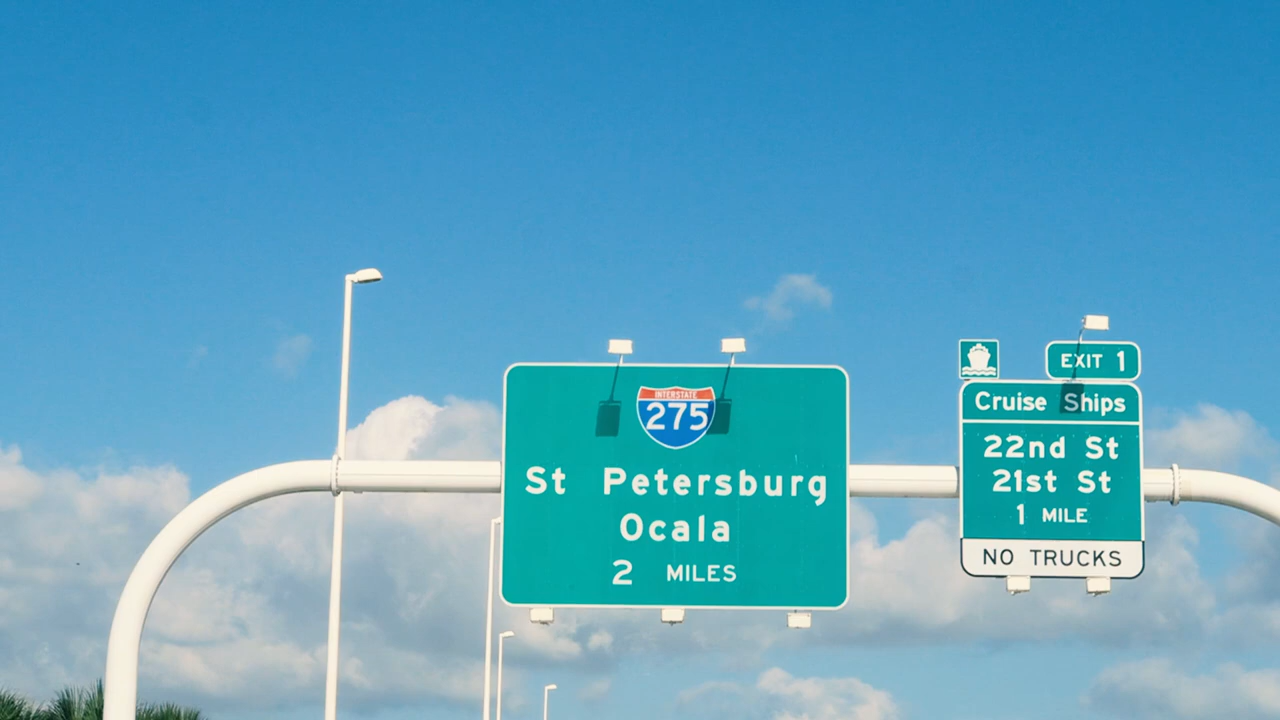 INTERSTATE
275
St Petersburg
Ocala
2 MILES
EXIT 1
Cruise Ships
22nd St
21st St
1 MILE
NO TRUCKS